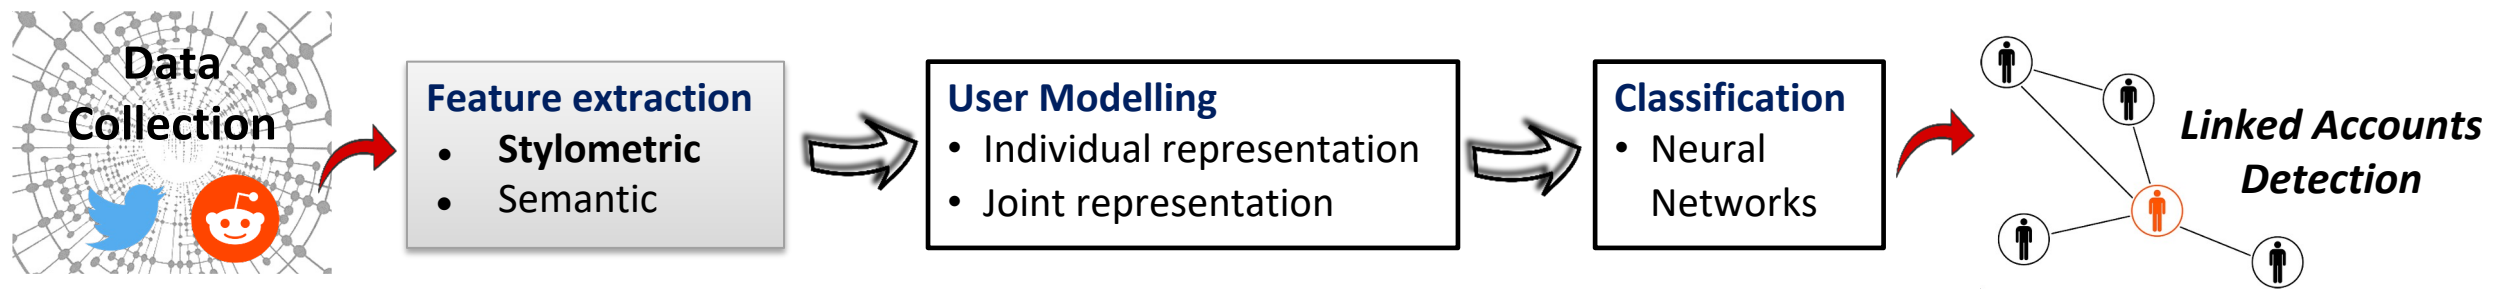 Data
Collection
Feature extraction
• Stylometric
• Semantic
User Modelling
• Individual representation
• Joint representation
Classification
• Neural
Networks
Linked Accounts
Detection